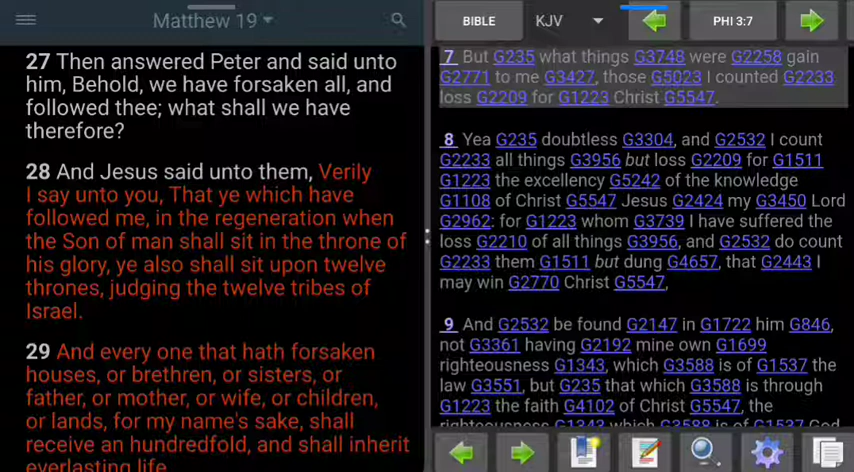 Matthew 19
27 Then answered Peter and said unto
him, Behold, we have forsaken all, and
followed thee; what shall we have
therefore?
28 And Jesus said unto them, Verily
I say unto you, That ye which have
followed me, in the regeneration when
the Son of man shall sit in the throne of
his glory, ye also shall sit upon twelve
thrones, judging the twelve tribes of
Israel.
29 And every one that hath forsaken
houses, or brethren, or sisters, or
father, or mother, or wife, or children,
or lands, for my name's sake, shall
receive an hundredfold, and shall inherit
everlasting life.
BIBLE
KJV
PHI 3:7
7 But G235 what things G3748 were G2258 gain
G2771 to me G3427, those G5023 I counted G2233
loss G2209 for G1223 Christ G5547.
8 Yea G235 doubtless G3304, and G2532 I count
G2233 all things G3956 but loss G2209 for G1511
G1223 the excellency G5242 of the knowledge
G1108 of Christ G5547 Jesus G2424 my G3450 Lord
G2962: for G1223 whom G3739 I have suffered the
loss G2210 of all things G3956, and G2532 do count
G2233 them G1511 but dung G4657, that G2443 I
may win G2770 Christ G5547,
9 And G2532 be found G2147 in G1722 him G846,
not G3361 having G2192 mine own G1699
righteousness G1343, which G3588 is of G1537 the
law G3551, but G235 that which G3588 is through
G1223 the faith G4102 of Christ G5547, the
righteousness G1343 which G3588 is of G1537 God